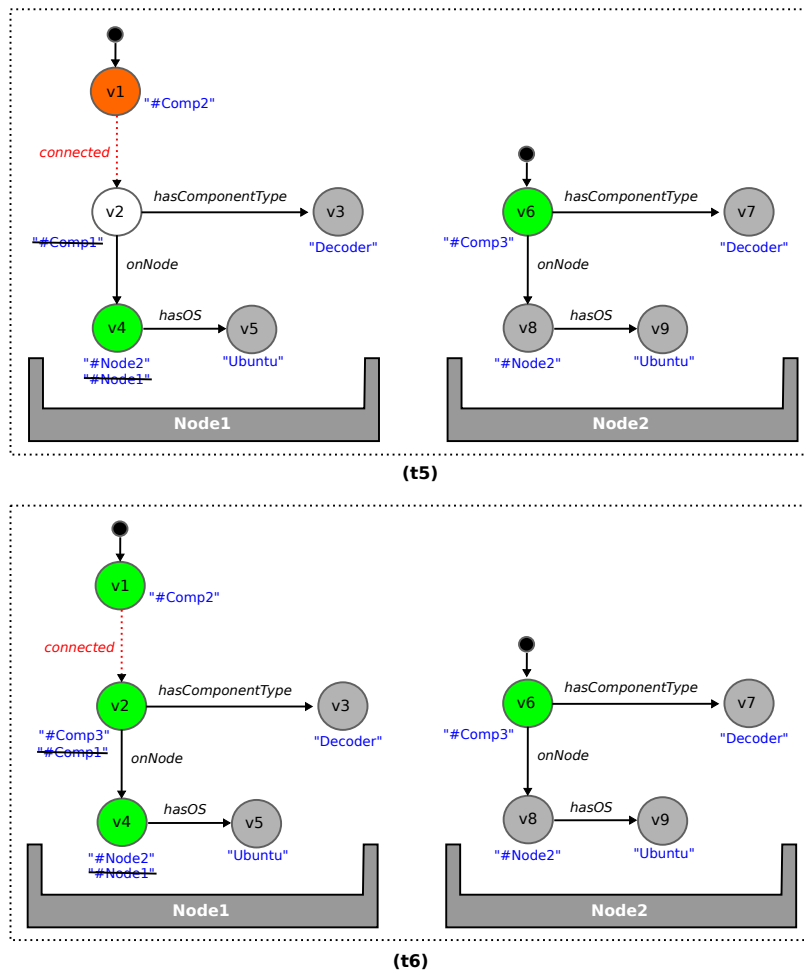 v1
"#Comp2"
connected
hasComponentType
v2
v3
"#Comp1"
"Decoder"
onNode
hasOS
v4
v5
"#Node2"
"Ubuntu"
"#Node1"
Node1
hasComponentType
v6
v7
"#Comp3"
"Decoder"
onNode
hasOS
v8
v9
"#Node2"
"Ubuntu"
Node2
(t5)
v1
"#Comp2"
connected
hasComponentType
v2
v3
"#Comp3"
"Decoder"
"#Comp1"
onNode
hasOS
v4
v5
"#Node2"
"Ubuntu"
"#Node1"
Node1
hasComponentType
v6
v7
"#Comp3"
"Decoder"
onNode
hasOS
v8
v9
"#Node2"
"Ubuntu"
Node2
(t6)